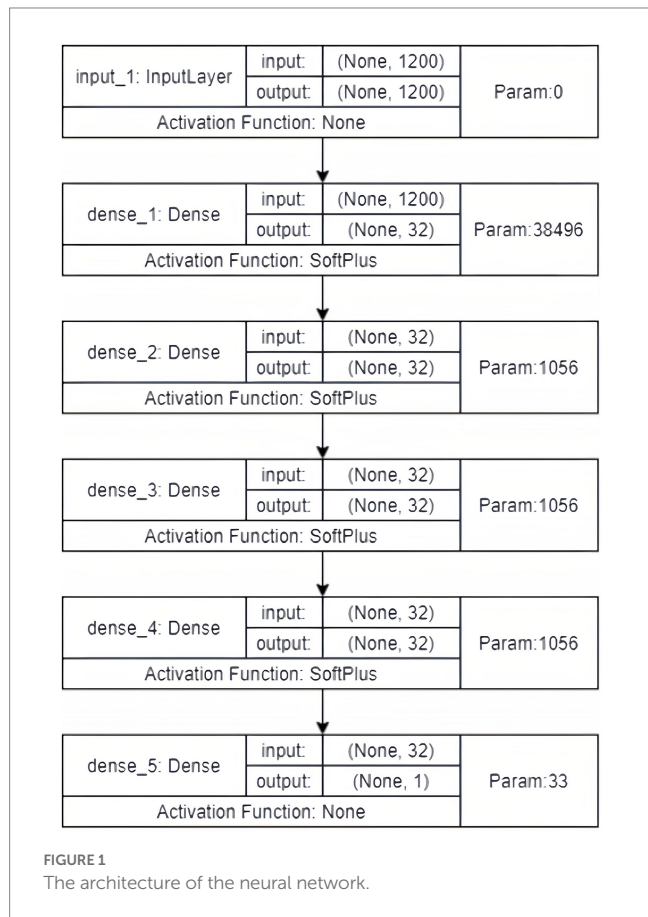 input_1: InputLayer
input:
(None, 1200)
output:
(None, 1200)
Param:0
Activation Function: None
dense_1: Dense
input:
(None, 1200)
output:
(None, 32)
Param:38496
Activation Function: SoftPlus
dense_2: Dense
input:
(None, 32)
output:
(None, 32)
Param:1056
Activation Function: SoftPlus
dense_3: Dense
input:
(None, 32)
output:
(None, 32)
Param:1056
Activation Function: SoftPlus
dense_4: Dense
input:
(None, 32)
output:
(None, 32)
Param:1056
Activation Function: SoftPlus
dense_5: Dense
input:
(None, 32)
output:
(None, 1)
Param:33
Activation Function: None
FIGURE 1
The architecture of the neural network.